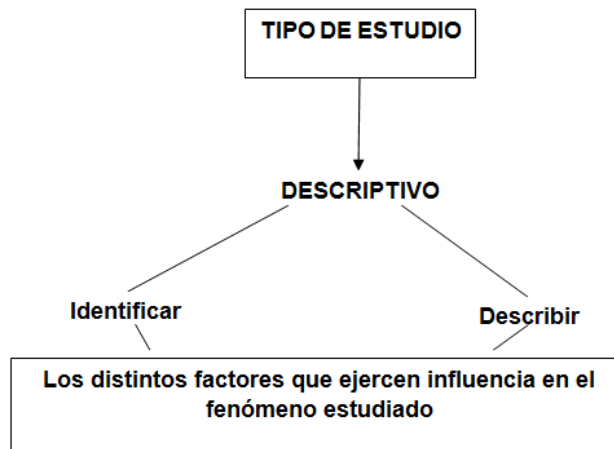 TIPO DE ESTUDIO
DESCRIPTIVO
Identificar
Describir
Los distintos factores que ejercen influencia en el
fenómeno estudiado